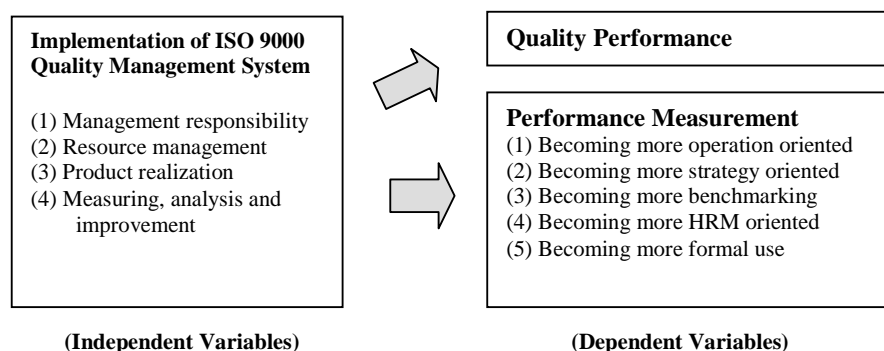 Implementation of ISO 9000
Quality Management System
(1) Management responsibility
(2) Resource management
(3) Product realization
(4) Measuring, analysis and
improvement
(Independent Variables)
Quality Performance
Performance Measurement
(1) Becoming more operation oriented
(2) Becoming more strategy oriented
(3) Becoming more benchmarking
(4) Becoming more HRM oriented
(5) Becoming more formal use
(Dependent Variables)